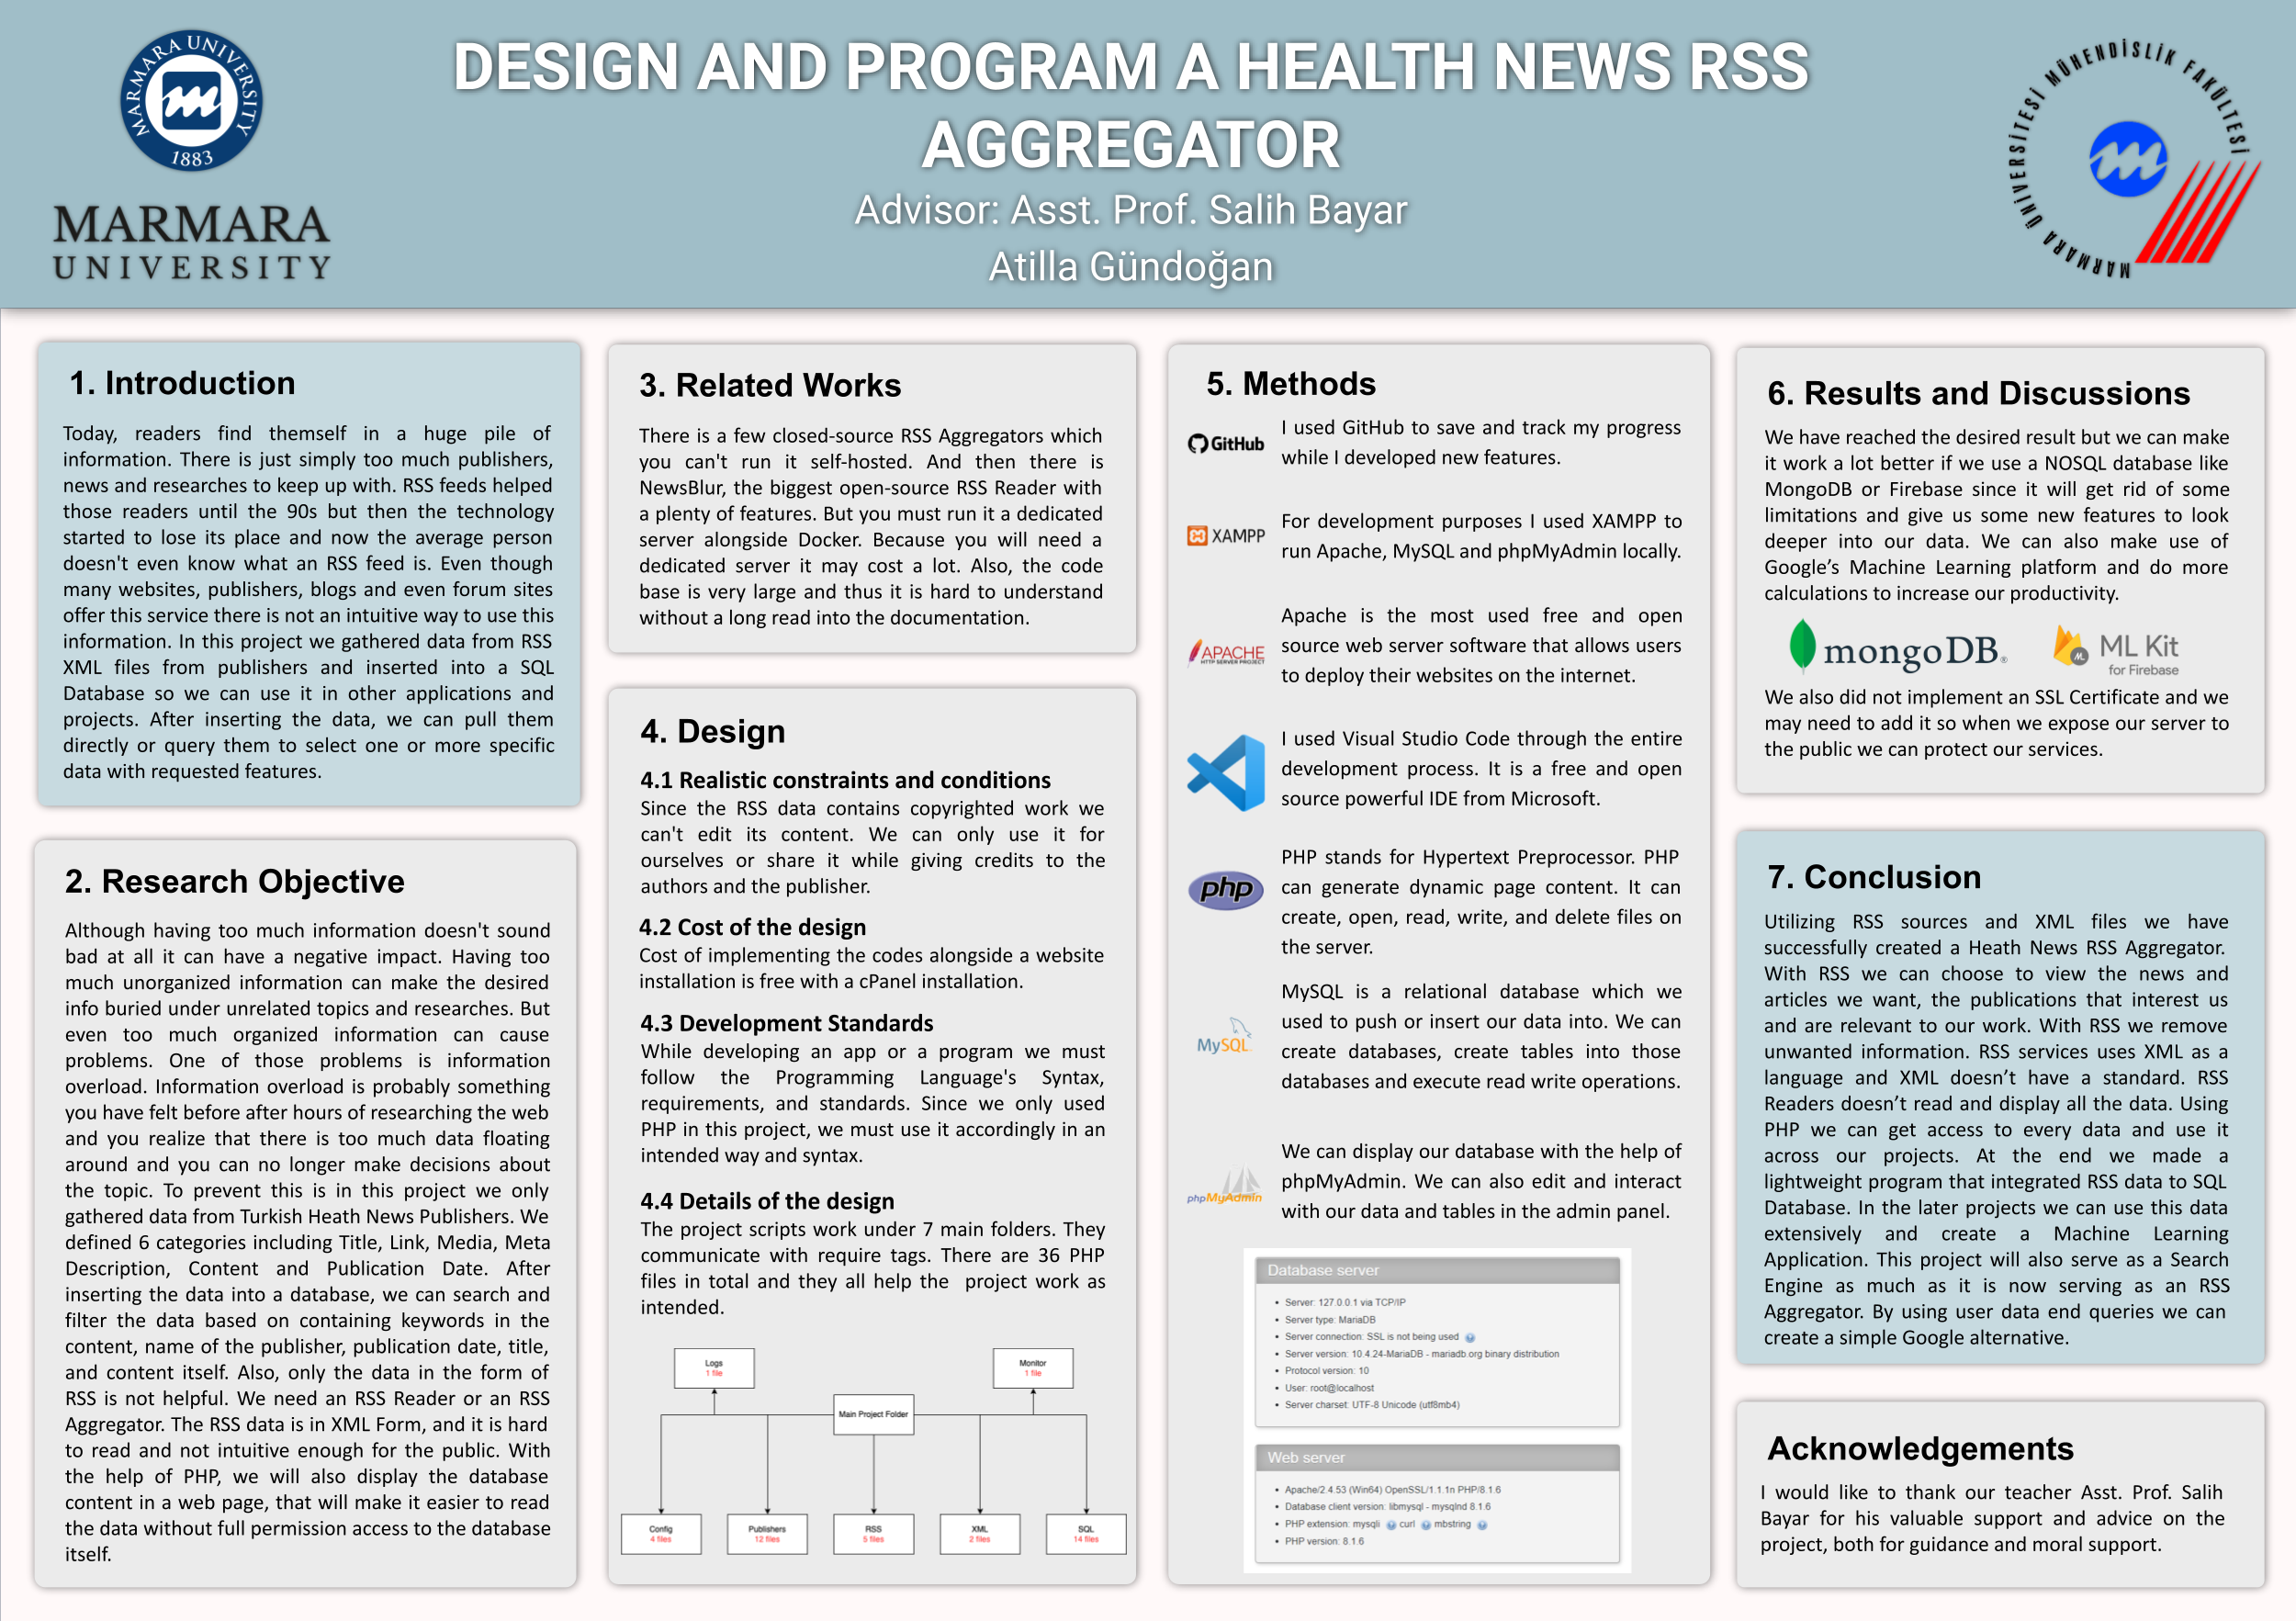 MARMARA UNIVERSITY
1883
MARMARA
UNIVERSITY
DESIGN AND PROGRAM A HEALTH NEWS RSS
AGGREGATOR
Advisor: Asst. Prof. Salih Bayar
Atilla Gündoğan
MARMARA ÜNİVERSİTESİ MÜHENDİSLİK FAKÜLTESİ
1. Introduction
Today, readers find themself in a huge pile of
information. There is just simply too much publishers,
news and researches to keep up with. RSS feeds helped
those readers until the 90s but then the technology
started to lose its place and now the average person
doesn't even know what an RSS feed is. Even though
many websites, publishers, blogs and even forum sites
offer this service there is not an intuitive way to use this
information. In this project we gathered data from RSS
XML files from publishers and inserted into a SQL
Database so we can use it in other applications and
projects. After inserting the data, we can pull them
directly or query them to select one or more specific
data with requested features.
2. Research Objective
Although having too much information doesn't sound
bad at all it can have a negative impact. Having too
much unorganized information can make the desired
info buried under unrelated topics and researches. But
even too much organized information can cause
problems. One of those problems is information
overload. Information overload is probably something
you have felt before after hours of researching the web
and you realize that there is too much data floating
around and you can no longer make decisions about
the topic. To prevent this is in this project we only
gathered data from Turkish Heath News Publishers. We
defined 6 categories including Title, Link, Media, Meta
Description, Content and Publication Date. After
inserting the data into a database, we can search and
filter the data based on containing keywords in the
content, name of the publisher, publication date, title,
and content itself. Also, only the data in the form of
RSS is not helpful. We need an RSS Reader or an RSS
Aggregator. The RSS data is in XML Form, and it is hard
to read and not intuitive enough for the public. With
the help of PHP, we will also display the database
content in a web page, that will make it easier to read
the data without full permission access to the database
itself.
3. Related Works
There is a few closed-source RSS Aggregators which
you can't run it self-hosted. And then there is
NewsBlur, the biggest open-source RSS Reader with
a plenty of features. But you must run it a dedicated
server alongside Docker. Because you will need a
dedicated server it may cost a lot. Also, the code
base is very large and thus it is hard to understand
without a long read into the documentation.
4. Design
4.1 Realistic constraints and conditions
Since the RSS data contains copyrighted work we
can't edit its content. We can only use it for
ourselves or share it while giving credits to the
authors and the publisher.
4.2 Cost of the design
Cost of implementing the codes alongside a website
installation is free with a cPanel installation.
4.3 Development Standards
While developing an app or a program we must
follow the Programming Language's Syntax,
requirements, and standards. Since we only used
PHP in this project, we must use it accordingly in an
intended way and syntax.
4.4 Details of the design
The project scripts work under 7 main folders. They
communicate with require tags. There are 36 PHP
files in total and they all help the project work as
intended.
Logs
1 file
Monitor
1 file
Main Project Folder
Config
4 files
Publishers
12 files
RSS
5 files
XML
2 files
SQL
14 files
5. Methods
GitHub
I used GitHub to save and track my progress
while I developed new features.
XAMPP
For development purposes I used XAMPP to
run Apache, MySQL and phpMyAdmin locally.
APACHE
HTTP SERVER PROJECT
Apache is the most used free and open
source web server software that allows users
to deploy their websites on the internet.
I used Visual Studio Code through the entire
development process. It is a free and open
source powerful IDE from Microsoft.
php
PHP stands for Hypertext Preprocessor. PHP
can generate dynamic page content. It can
create, open, read, write, and delete files on
the server.
MySQL
MySQL is a relational database which we
used to push or insert our data into. We can
create databases, create tables into those
databases and execute read write operations.
phpMyAdmin
We can display our database with the help of
phpMyAdmin. We can also edit and interact
with our data and tables in the admin panel.
Database server
• Server: 127.0.0.1 via TCP/IP
• Server type: MariaDB
• Server connection: SSL is not being used
• Server version: 10.4.24-MariaDB - mariadb.org binary distribution
• Protocol version: 10
• User: root@localhost
• Server charset: UTF-8 Unicode (utf8mb4)
Web server
• Apache/2.4.53 (Win64) OpenSSL/1.1.1n PHP/8.1.6
• Database client version: libmysql - mysqlnd 8.1.6
• PHP extension: mysqli curl mbstring
• PHP version: 8.1.6
6. Results and Discussions
We have reached the desired result but we can make
it work a lot better if we use a NOSQL database like
MongoDB or Firebase since it will get rid of some
limitations and give us some new features to look
deeper into our data. We can also make use of
Google’s Machine Learning platform and do more
calculations to increase our productivity.
mongoDB®
ML Kit
for Firebase
We also did not implement an SSL Certificate and we
may need to add it so when we expose our server to
the public we can protect our services.
7. Conclusion
Utilizing RSS sources and XML files we have
successfully created a Heath News RSS Aggregator.
With RSS we can choose to view the news and
articles we want, the publications that interest us
and are relevant to our work. With RSS we remove
unwanted information. RSS services uses XML as a
language and XML doesn’t have a standard. RSS
Readers doesn’t read and display all the data. Using
PHP we can get access to every data and use it
across our projects. At the end we made a
lightweight program that integrated RSS data to SQL
Database. In the later projects we can use this data
extensively and create a Machine Learning
Application. This project will also serve as a Search
Engine as much as it is now serving as an RSS
Aggregator. By using user data end queries we can
create a simple Google alternative.
Acknowledgements
I would like to thank our teacher Asst. Prof. Salih
Bayar for his valuable support and advice on the
project, both for guidance and moral support.